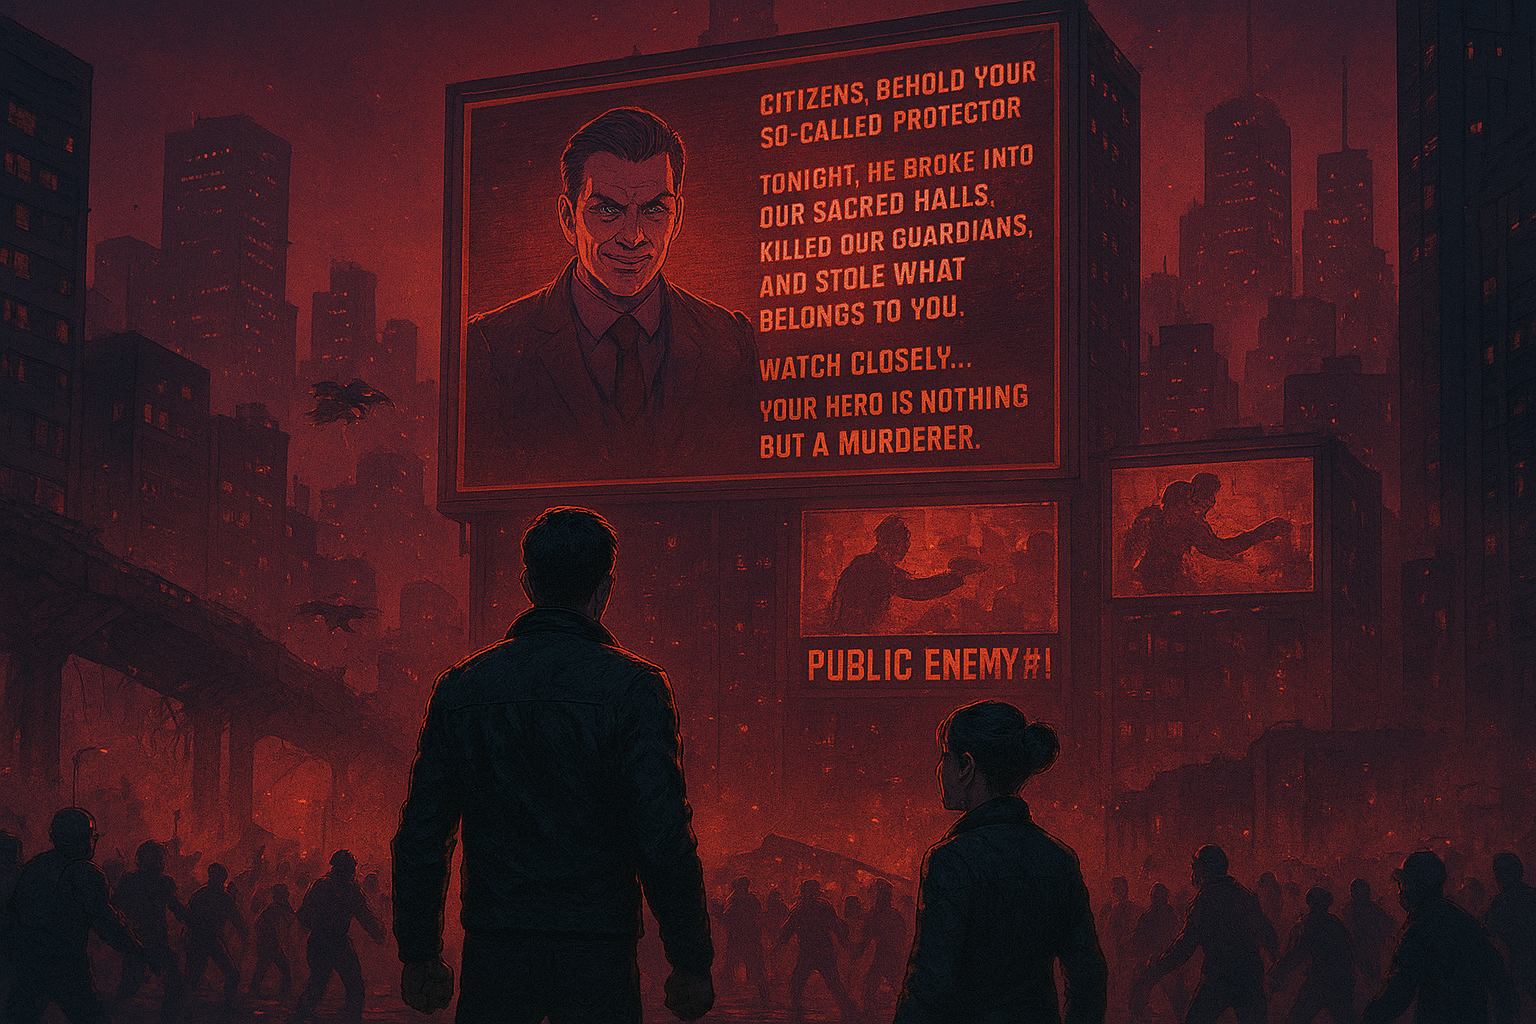 CITIZENS, BEHOLD YOUR
SO-CALLED PROTECTOR
TONIGHT, HE BROKE INTO
OUR SACRED HALLS,
KILLED OUR GUARDIANS,
AND STOLE WHAT
BELONGS TO YOU.
WATCH CLOSELY...
YOUR HERO IS NOTHING
BUT A MURDERER.
PUBLIC ENEMY #!